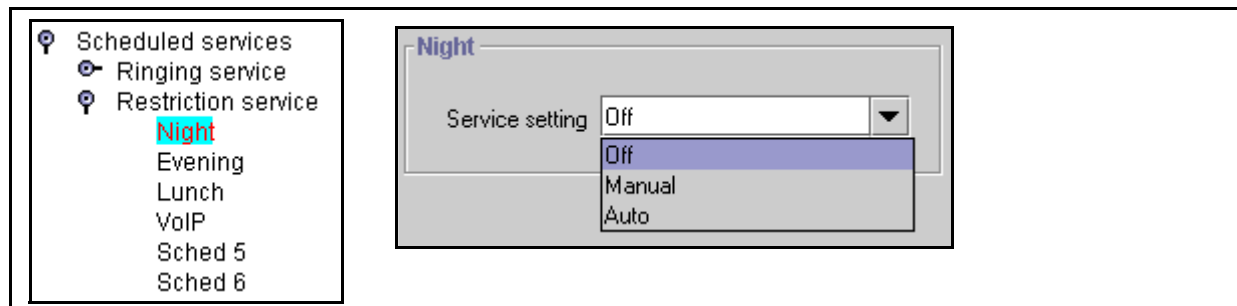 Scheduled services
Ringing service
Restriction service
Night
Evening
Lunch
VoIP
Sched 5
Sched 6
Night
Service setting Off
Off
Manual
Auto